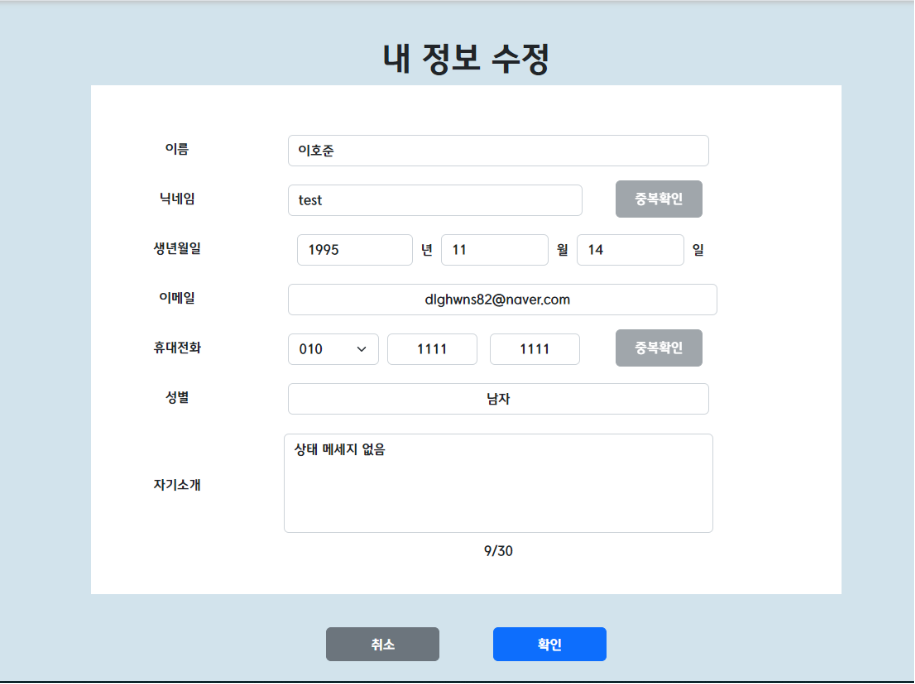 내 정보 수정
이름 이호준
닉네임 test 중복확인
생년월일 1995 년 11 월 14 일
이메일 dlghwns82@naver.com
휴대전화 010 1111 1111 중복확인
성별 남자
자기소개 상태 메세지 없음
9/30
취소 확인